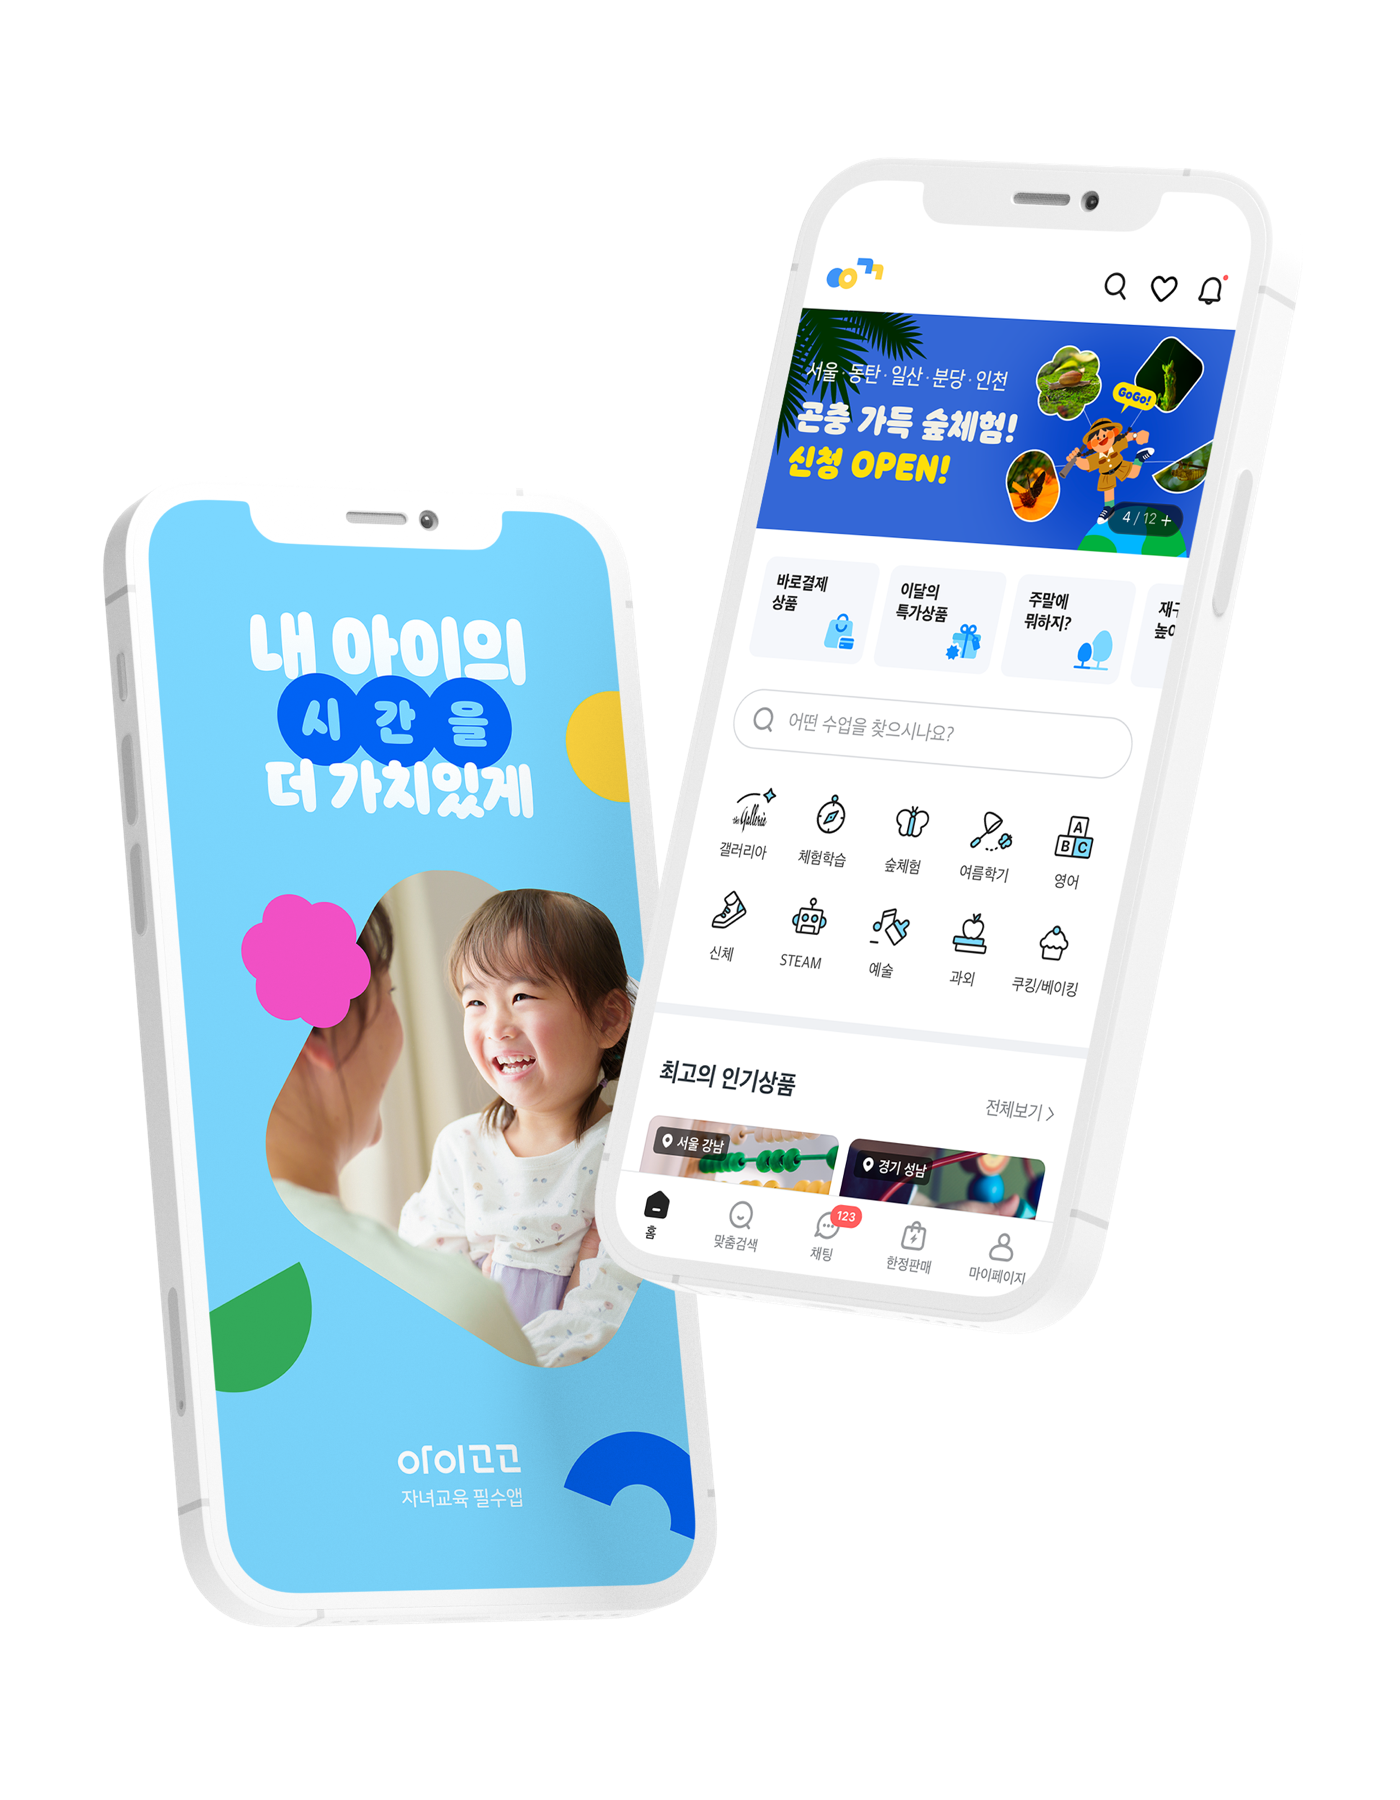 내 아이의
시간을
더 가치있게
아이고고
자녀교육 필수앱
서울·동탄·일산·분당·인천
곤충 가득 숲체험!
신청 OPEN!
GoGo!
4 / 12 +
바로결제
상품
이달의
특가상품
주말에
뭐하지?
어떤 수업을 찾으시나요?
the Gallerie
A
B C
갤러리아
체험학습
숲체험
여름학기
영어
신체
STEAM
예술
과외
쿠킹/베이킹
최고의 인기상품
전체보기 >
서울 강남
경기 성남
홈
맞춤검색
123
채팅
한정판매
마이페이지